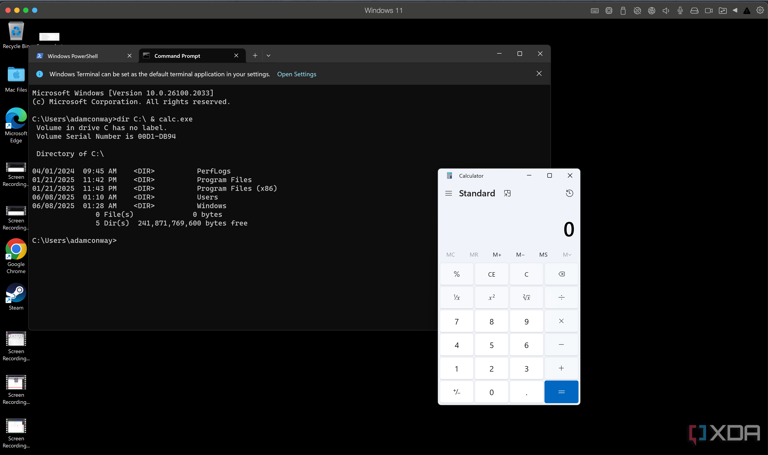 Windows 11
Recycle Bin
Mac Files
Microsoft
Edge
Screen
Recording...
Screen
Recording...
Google
Chrome
Steam
Screen
Recording...
Screen
Recording...
Screen
Recording...
Windows PowerShell
Command Prompt
Windows Terminal can be set as the default terminal application in your settings. Open Settings
Microsoft Windows [Version 10.0.26100.2033]
(c) Microsoft Corporation. All rights reserved.
C:\Users\adamconway>dir C:\ & calc.exe
Volume in drive C has no label.
Volume Serial Number is 00D1-DB94
Directory of C:\
04/01/2024 09:45 AM <DIR> PerfLogs
01/21/2025 11:42 PM <DIR> Program Files
01/21/2025 11:43 PM <DIR> Program Files (x86)
06/08/2025 01:10 AM <DIR> Users
06/08/2025 01:28 AM <DIR> Windows
0 File(s) 0 bytes
5 Dir(s) 241,871,769,600 bytes free
C:\Users\adamconway>
Calculator
Standard
0
MC MR M+ M− MS M˅
% CE C
¹/x x² ²√x ÷
7 8 9 ×
4 5 6 −
1 2 3 +
+/− 0 . =
XDA